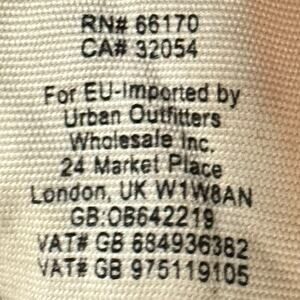 RN# 66170
CA# 32054
For EU-Imported by
Urban Outfitters
Wholesale Inc.
24 Market Place
London, UK W1W8AN
GB:OB642219
VAT# GB 684936382
VAT# GB 975119105